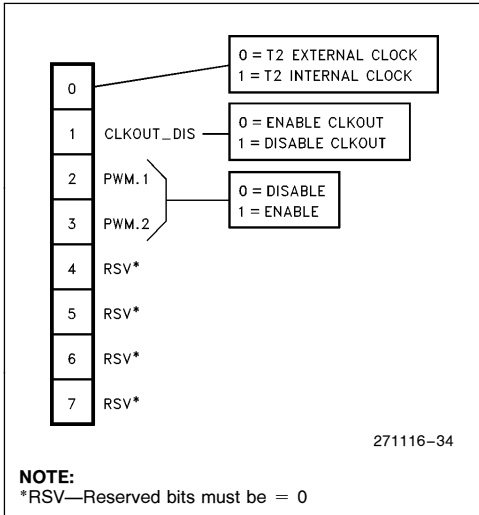 0 = T2 EXTERNAL CLOCK
1 = T2 INTERNAL CLOCK
0
1 CLKOUT_DIS
0 = ENABLE CLKOUT
1 = DISABLE CLKOUT
2 PWM.1
3 PWM.2
0 = DISABLE
1 = ENABLE
4 RSV*
5 RSV*
6 RSV*
7 RSV*
271116–34
NOTE:
*RSV—Reserved bits must be = 0